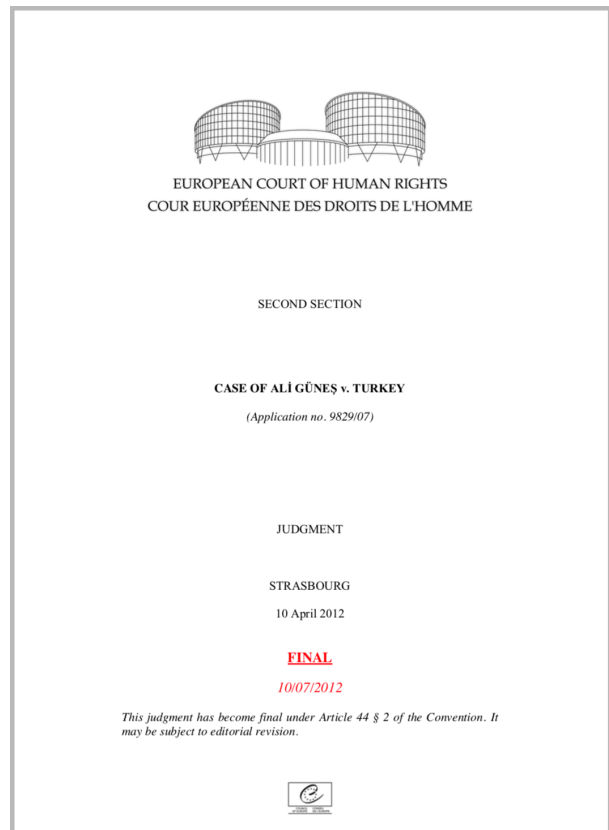 EUROPEAN COURT OF HUMAN RIGHTS
COUR EUROPÉENNE DES DROITS DE L'HOMME
SECOND SECTION
CASE OF ALİ GÜNEŞ v. TURKEY
(Application no. 9829/07)
JUDGMENT
STRASBOURG
10 April 2012
FINAL
10/07/2012
This judgment has become final under Article 44 § 2 of the Convention. It
may be subject to editorial revision.